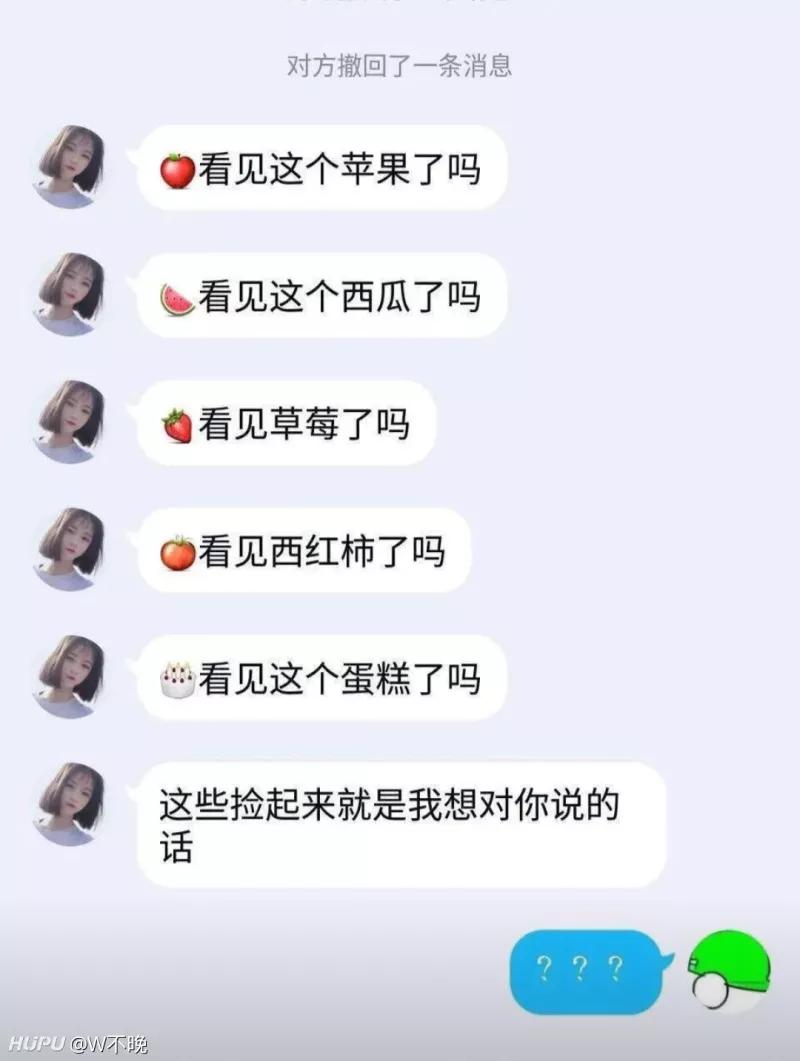 对方撤回了一条消息
🍎看见这个苹果了吗
🍉看见这个西瓜了吗
🍓看见草莓了吗
🍅看见西红柿了吗
🎂看见这个蛋糕了吗
这些捡起来就是我想对你说的
话
？？？
HUPU @W不晚